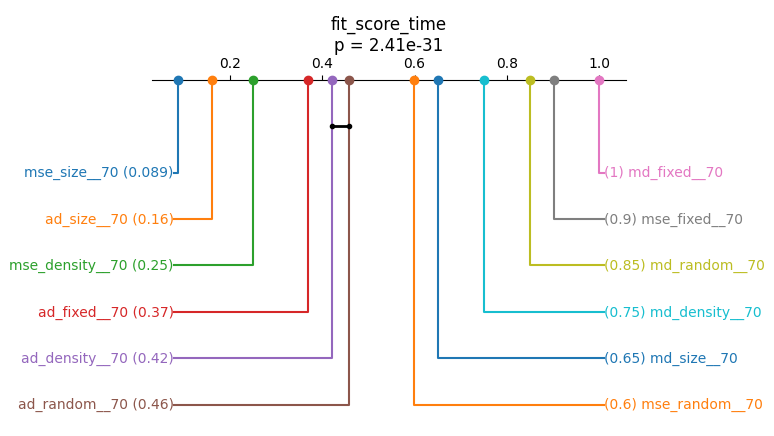 fit_score_time
p = 2.41e-31
0.2 0.4 0.6 0.8 1.0
mse_size__70 (0.089) (1) md_fixed__70
ad_size__70 (0.16) (0.9) mse_fixed__70
mse_density__70 (0.25) (0.85) md_random__70
ad_fixed__70 (0.37) (0.75) md_density__70
ad_density__70 (0.42) (0.65) md_size__70
ad_random__70 (0.46) (0.6) mse_random__70